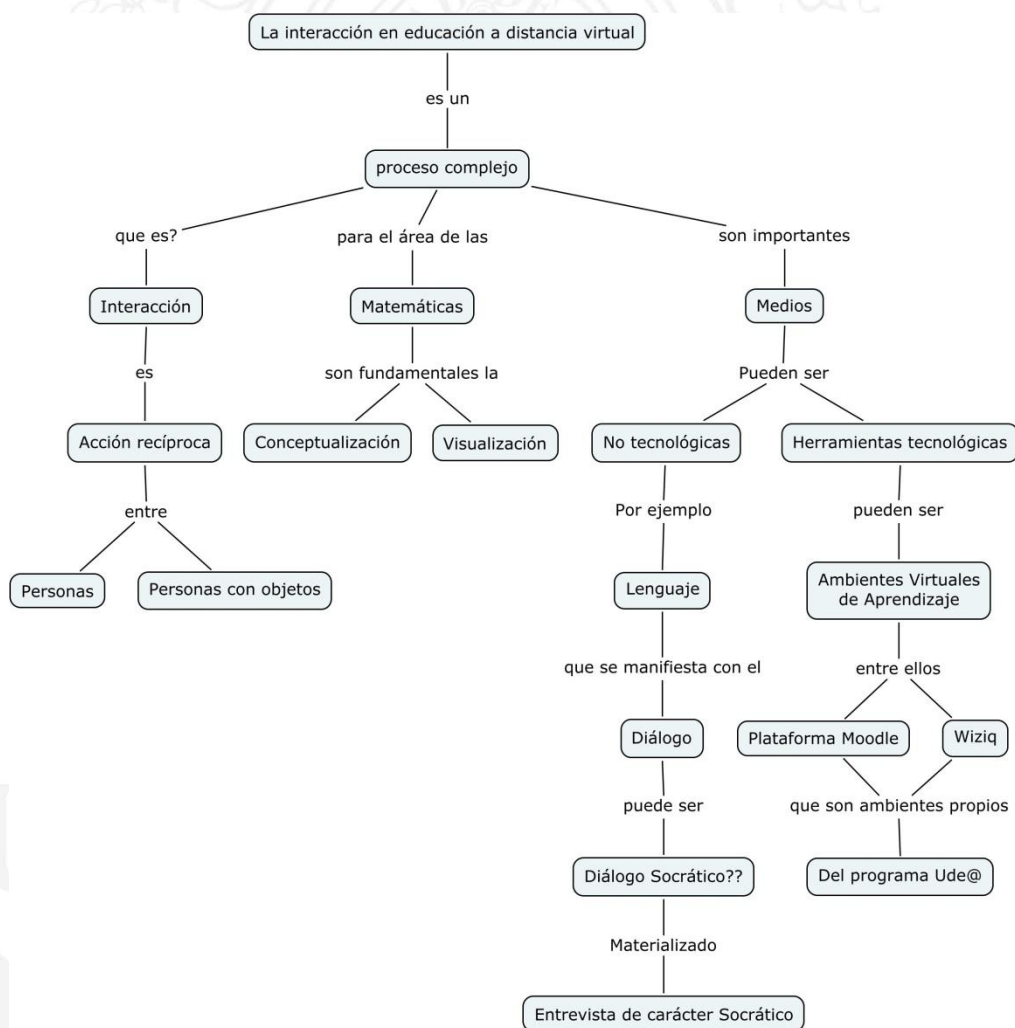 La interacción en educación a distancia virtual
es un
proceso complejo
que es?
para el área de las
son importantes
Interacción
Matemáticas
Medios
es
son fundamentales la
Pueden ser
Acción recíproca
Conceptualización
Visualización
No tecnológicas
Herramientas tecnológicas
entre
Por ejemplo
pueden ser
Personas
Personas con objetos
Lenguaje
Ambientes Virtuales
de Aprendizaje
que se manifiesta con el
entre ellos
Diálogo
Plataforma Moodle
Wiziq
puede ser
que son ambientes propios
Diálogo Socrático??
Del programa Ude@
Materializado
Entrevista de carácter Socrático